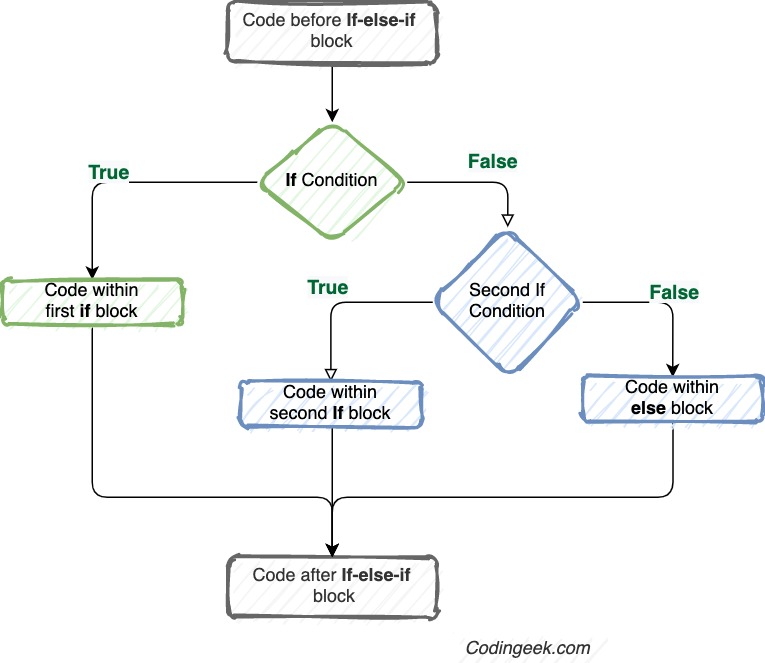 Code before If-else-if
block
If Condition
True
False
Code within
first if block
Second If
Condition
True
False
Code within
second If block
Code within
else block
Code after If-else-if
block
Codingeek.com